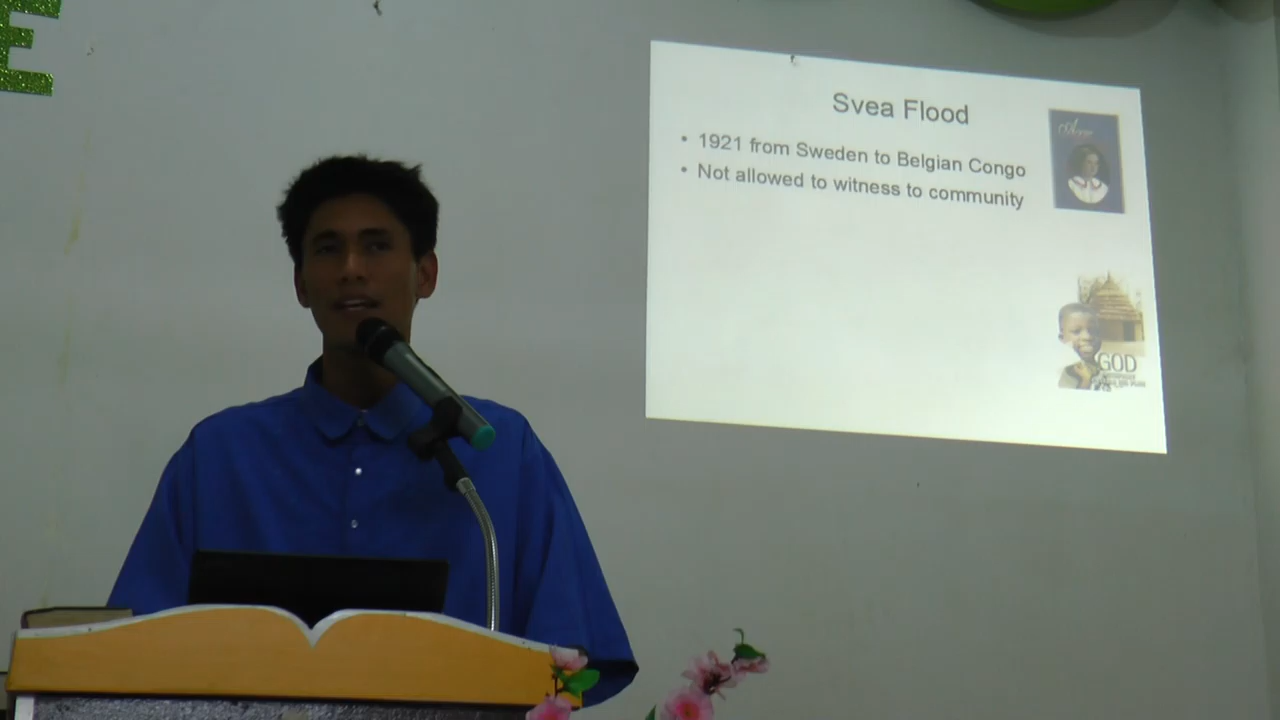 E
Svea Flood
• 1921 from Sweden to Belgian Congo
• Not allowed to witness to community
GOD